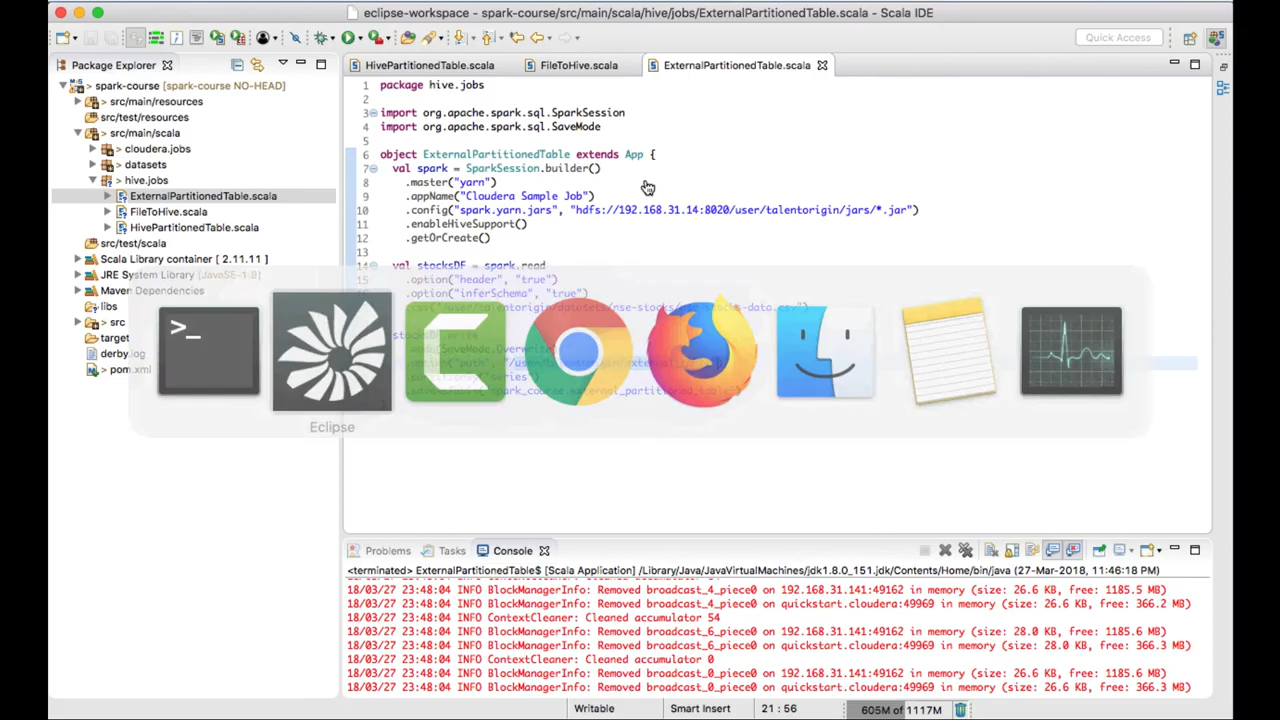 eclipse-workspace - spark-course/src/main/scala/hive/jobs/ExternalPartitionedTable.scala - Scala IDE
Quick Access
Package Explorer
HivePartitionedTable.scala
FileToHive.scala
ExternalPartitionedTable.scala
spark-course [spark-course NO-HEAD]
src/main/resources
src/test/resources
src/main/scala
cloudera.jobs
datasets
hive.jobs
ExternalPartitionedTable.scala
FileToHive.scala
HivePartitionedTable.scala
src/test/scala
Scala Library container [ 2.11.11 ]
JRE System Library [JavaSE-1.8]
Maven Dependencies
libs
src
target
derby.log
pom.xml
1 package hive.jobs
2
3 import org.apache.spark.sql.SparkSession
4 import org.apache.spark.sql.SaveMode
5
6 object ExternalPartitionedTable extends App {
7 val spark = SparkSession.builder()
8 .master("yarn")
9 .appName("Cloudera Sample Job")
10 .config("spark.yarn.jars", "hdfs://192.168.31.14:8020/user/talentorigin/jars/*.jar")
11 .enableHiveSupport()
12 .getOrCreate()
13
14 val stocksDF = spark.read
15 .option("header", "true")
.option("inferSchema", "true")
>_
Eclipse
Problems
Tasks
Console
<terminated> ExternalPartitionedTable$ [Scala Application] /Library/Java/JavaVirtualMachines/jdk1.8.0_151.jdk/Contents/Home/bin/java (27-Mar-2018, 11:46:18 PM)
18/03/27 23:48:04 INFO BlockManagerInfo: Removed broadcast_4_piece0 on 192.168.31.141:49162 in memory (size: 26.6 KB, free: 1185.5 MB)
18/03/27 23:48:04 INFO BlockManagerInfo: Removed broadcast_4_piece0 on quickstart.cloudera:49969 in memory (size: 26.6 KB, free: 366.2 MB)
18/03/27 23:48:04 INFO ContextCleaner: Cleaned accumulator 54
18/03/27 23:48:04 INFO BlockManagerInfo: Removed broadcast_6_piece0 on 192.168.31.141:49162 in memory (size: 28.0 KB, free: 1185.6 MB)
18/03/27 23:48:04 INFO BlockManagerInfo: Removed broadcast_6_piece0 on quickstart.cloudera:49969 in memory (size: 28.0 KB, free: 366.3 MB)
18/03/27 23:48:04 INFO ContextCleaner: Cleaned accumulator 0
18/03/27 23:48:04 INFO BlockManagerInfo: Removed broadcast_0_piece0 on 192.168.31.141:49162 in memory (size: 26.6 KB, free: 1185.6 MB)
18/03/27 23:48:04 INFO BlockManagerInfo: Removed broadcast_0_piece0 on quickstart.cloudera:49969 in memory (size: 26.6 KB, free: 366.3 MB)
Writable
Smart Insert
21 : 56
605M of 1117M